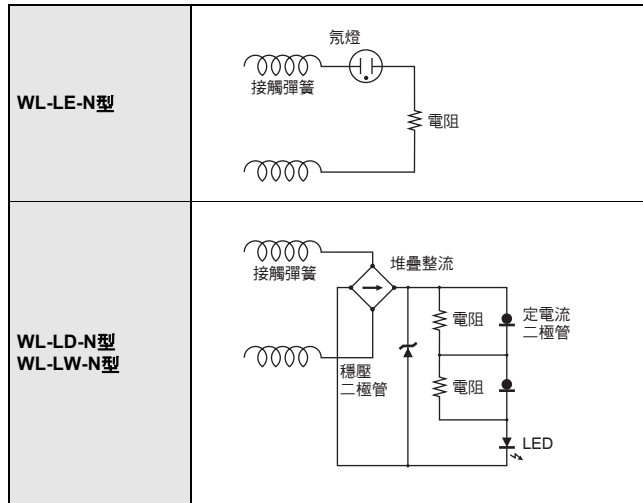 WL-LE-N型
氖燈
接觸彈簧
電阻
WL-LD-N型
WL-LW-N型
接觸彈簧
堆疊整流
電阻
定電流
二極管
穩壓
二極管
電阻
LED